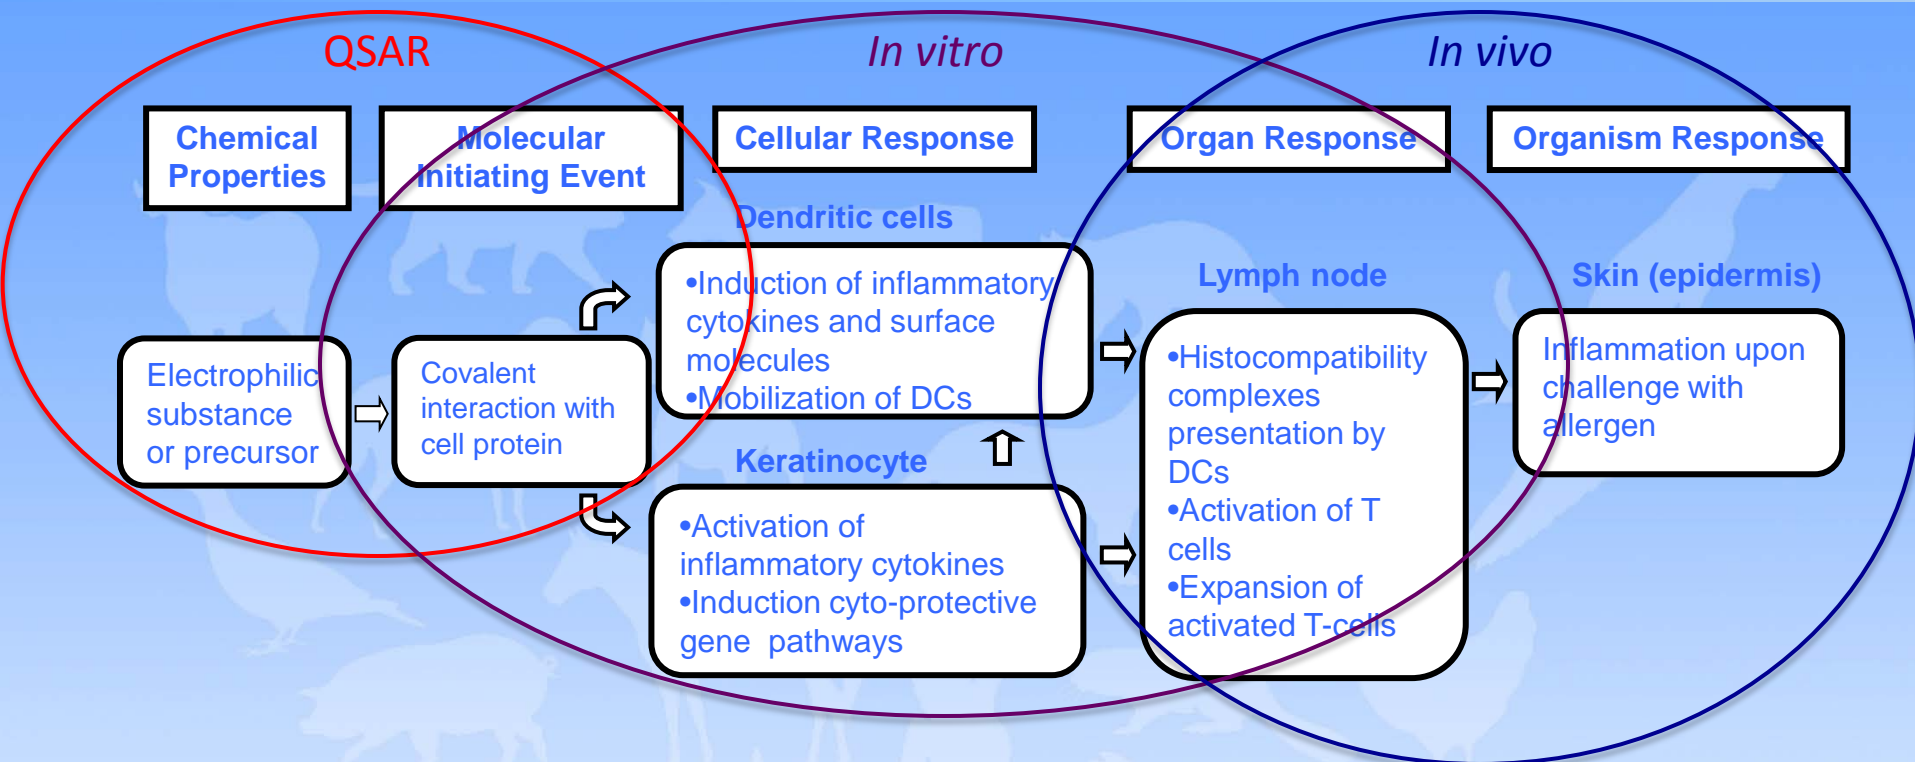 QSAR
In vitro
In vivo
Chemical
Properties
Molecular
Initiating Event
Cellular Response
Organ Response
Organism Response
Electrophilic
substance
or precursor
Covalent
interaction with
cell protein
Dendritic cells
•Induction of inflammatory
cytokines and surface
molecules
•Mobilization of DCs
Keratinocyte
•Activation of
inflammatory cytokines
•Induction cyto-protective
gene pathways
Lymph node
•Histocompatibility
complexes
presentation by
DCs
•Activation of T
cells
•Expansion of
activated T-cells
Skin (epidermis)
Inflammation upon
challenge with
allergen